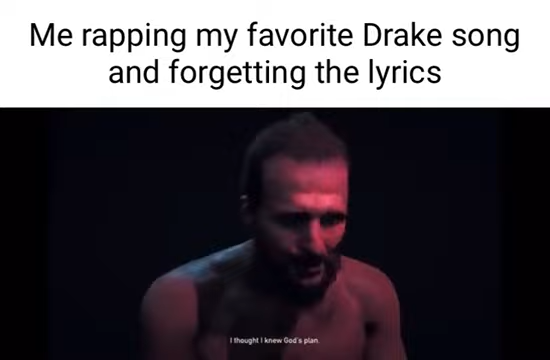 Me rapping my favorite Drake song
and forgetting the lyrics
I thought I knew God's plan.